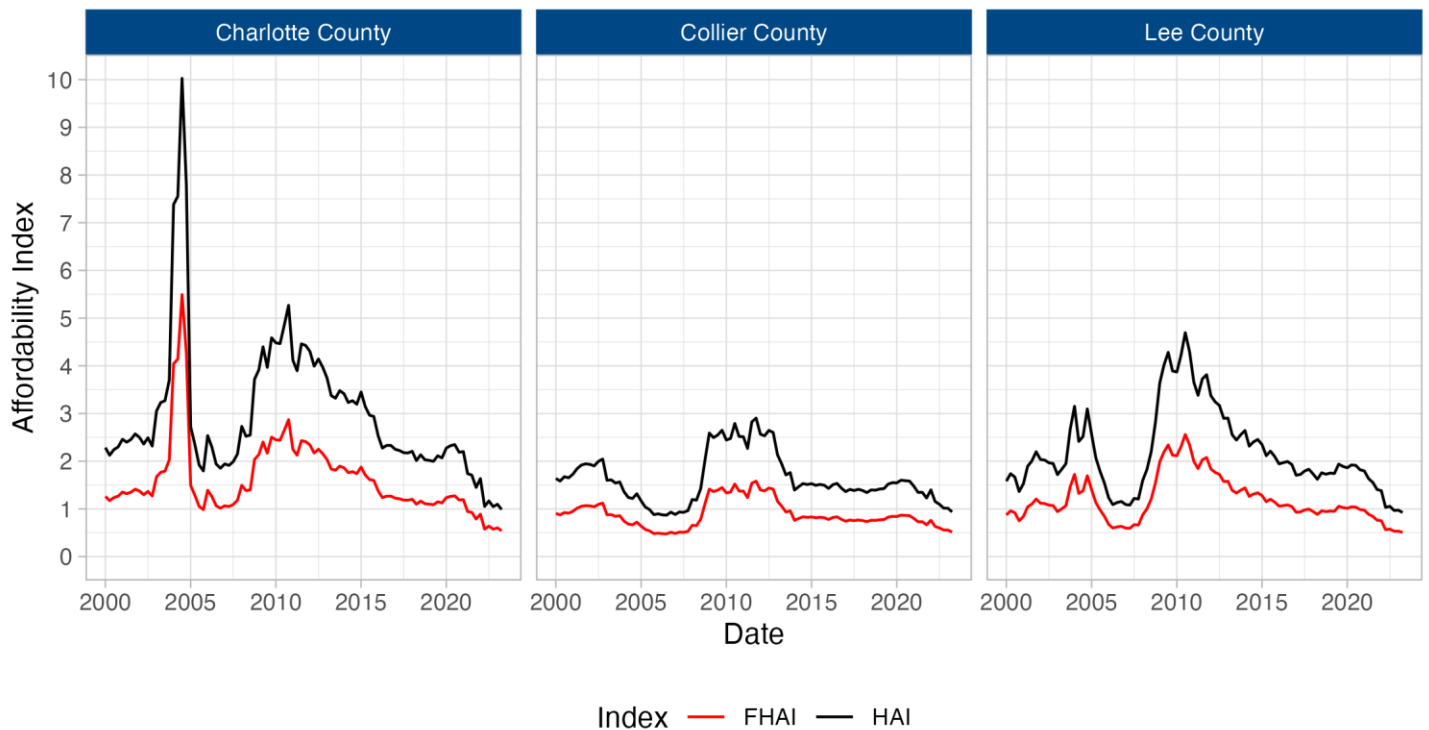 Charlotte County
Collier County
Lee County
Affordability Index
10
9
8
7
6
5
4
3
2
1
0
2000 2005 2010 2015 2020
2000 2005 2010 2015 2020
2000 2005 2010 2015 2020
Date
Index FHAI HAI